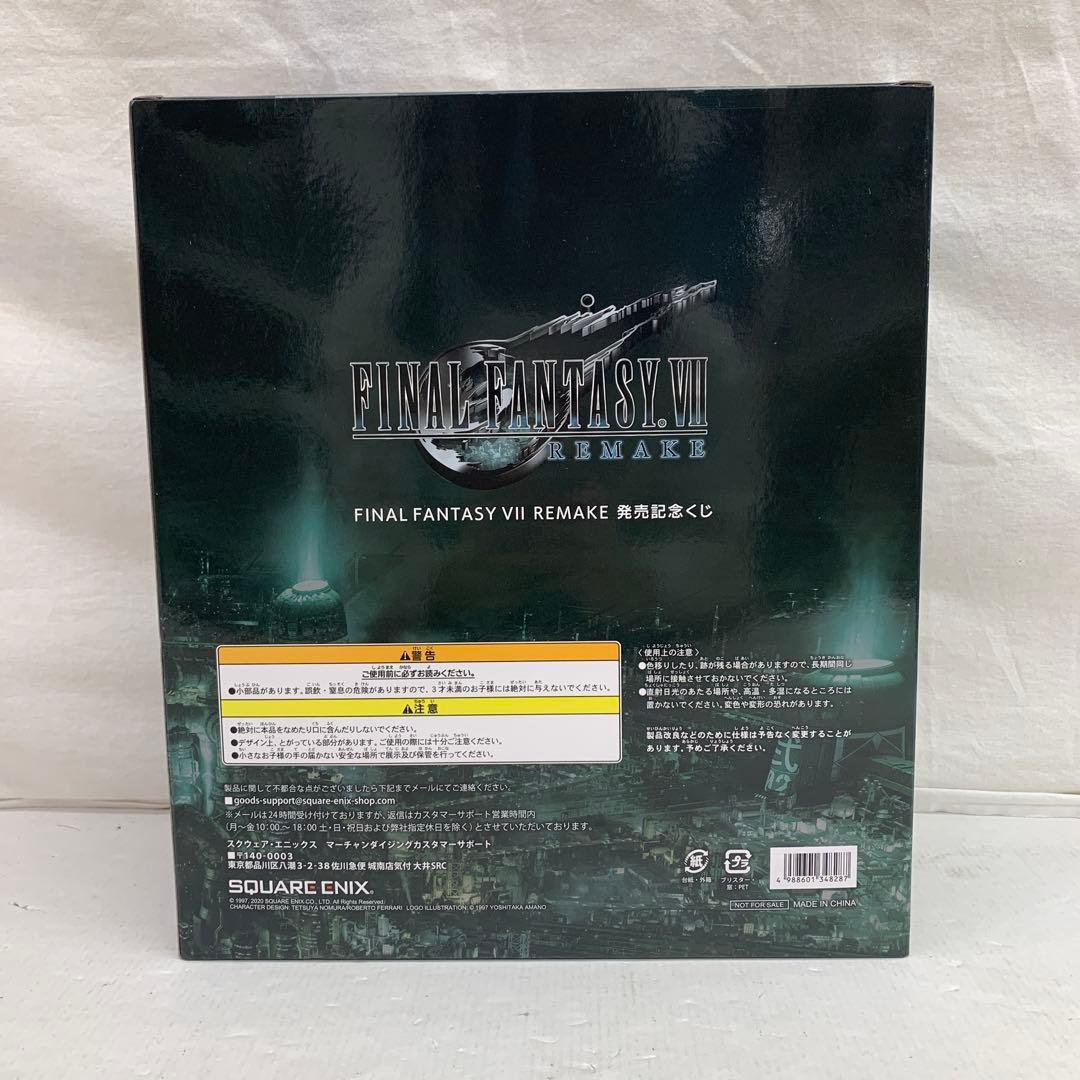 FINAL FANTASY. VII
REMAKE
FINAL FANTASY VII REMAKE 発売記念くじ
⚠警告
ご使用前に必ずお読みください。
●小部品があります。誤飲・窒息の危険がありますので、3才未満のお子様には絶対に与えないでください。
⚠注意
●絶対に本品をなめたり口に含んだりしないでください。
●デザイン上、とがっている部分があります。ご使用の際には十分ご注意ください。
●小さなお子様の手の届かない安全な場所で展示及び保管を行ってください。
〈使用上の注意〉
●色移りしたり、跡が残る場合がありますので、長期間同じ
場所に接触させておかないでください。
●直射日光のあたる場所や、高温・多湿になるところには
置かないでください。変色や変形の恐れがあります。
製品改良などのために仕様は予告なく変更することが
あります。予めご了承ください。
製品に関して不都合な点がございましたら下記までメールにてご連絡ください。
■goods-support@square-enix-shop.com
※メールは24時間受け付けておりますが、返信はカスタマーサポート営業時間内
(月〜金10:00〜18:00 土・日・祝日および弊社指定休日を除く)とさせていただいております。
スクウェア・エニックス マーチャンダイジングカスタマーサポート
■〒140-0003
東京都品川区八潮3-2-38 佐川急便 城南店気付 大井SRC
SQUARE ENIX.
© 1997, 2020 SQUARE ENIX CO., LTD. All Rights Reserved.
CHARACTER DESIGN: TETSUYA NOMURA/ROBERTO FERRARI LOGO ILLUSTRATION: © 1997 YOSHITAKA AMANO
紙
台紙・外箱
プラ
ブリスター・
窓:PET
4 988601 348287
NOT FOR SALE
MADE IN CHINA